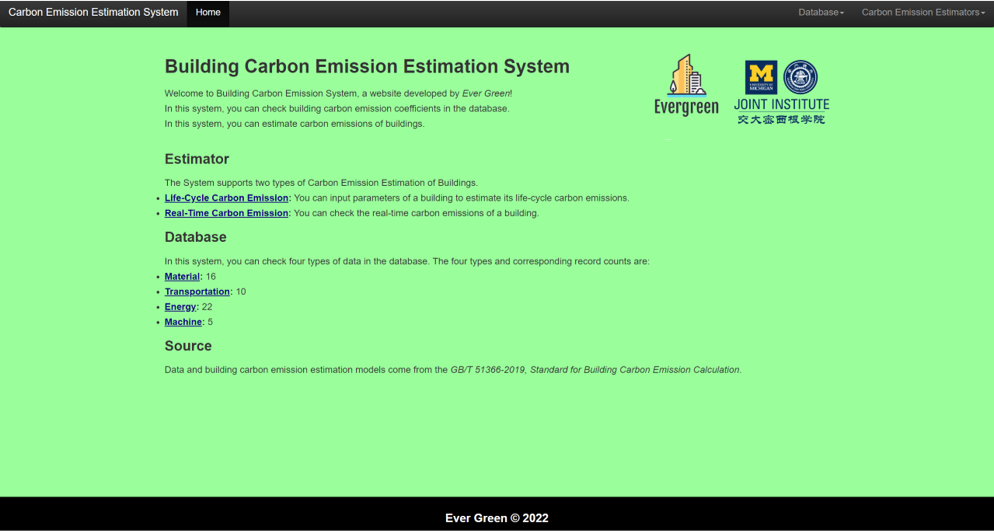 Carbon Emission Estimation System Home Database Carbon Emission Estimators
Building Carbon Emission Estimation System
Welcome to Building Carbon Emission System, a website developed by Ever Green!
In this system, you can check building carbon emission coefficients in the database.
In this system, you can estimate carbon emissions of buildings.
Evergreen
M
UNIVERSITY OF
MICHIGAN
JOINT INSTITUTE
交大密西根学院
Estimator
The System supports two types of Carbon Emission Estimation of Buildings.
• Life-Cycle Carbon Emission: You can input parameters of a building to estimate its life-cycle carbon emissions.
• Real-Time Carbon Emission: You can check the real-time carbon emissions of a building.
Database
In this system, you can check four types of data in the database. The four types and corresponding record counts are:
• Material: 16
• Transportation: 10
• Energy: 22
• Machine: 5
Source
Data and building carbon emission estimation models come from the GB/T 51366-2019, Standard for Building Carbon Emission Calculation.
Ever Green © 2022